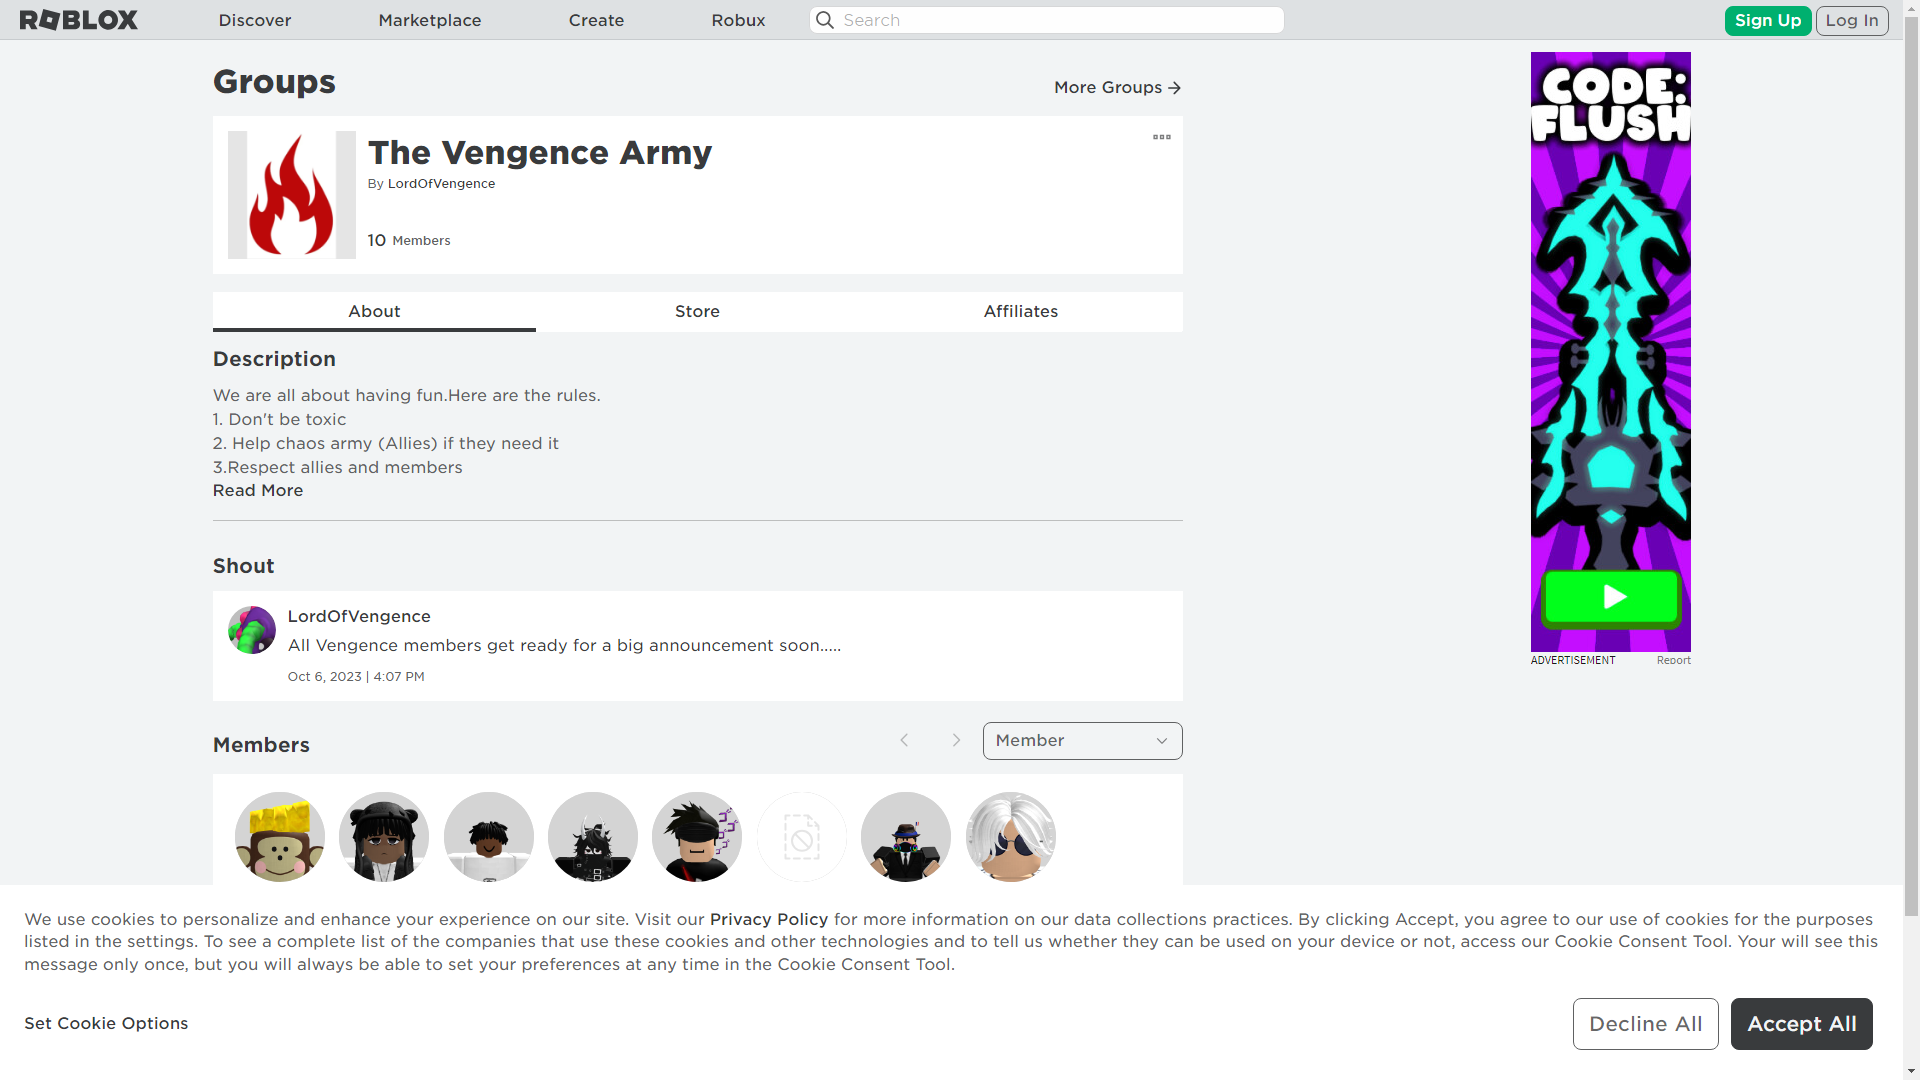 ROBLOX
Discover
Marketplace
Create
Robux
Search
Sign Up
Log In
Groups
More Groups
The Vengence Army
By LordOfVengence
10 Members
About
Store
Affiliates
Description
We are all about having fun.Here are the rules.
1. Don't be toxic
2. Help chaos army (Allies) if they need it
3.Respect allies and members
Read More
Shout
LordOfVengence
All Vengence members get ready for a big announcement soon.....
Oct 6, 2023 | 4:07 PM
Members
Member
CODE:
FLUSH
ADVERTISEMENT
Report
We use cookies to personalize and enhance your experience on our site. Visit our Privacy Policy for more information on our data collections practices. By clicking Accept, you agree to our use of cookies for the purposes
listed in the settings. To see a complete list of the companies that use these cookies and other technologies and to tell us whether they can be used on your device or not, access our Cookie Consent Tool. Your will see this
message only once, but you will always be able to set your preferences at any time in the Cookie Consent Tool.
Set Cookie Options
Decline All
Accept All